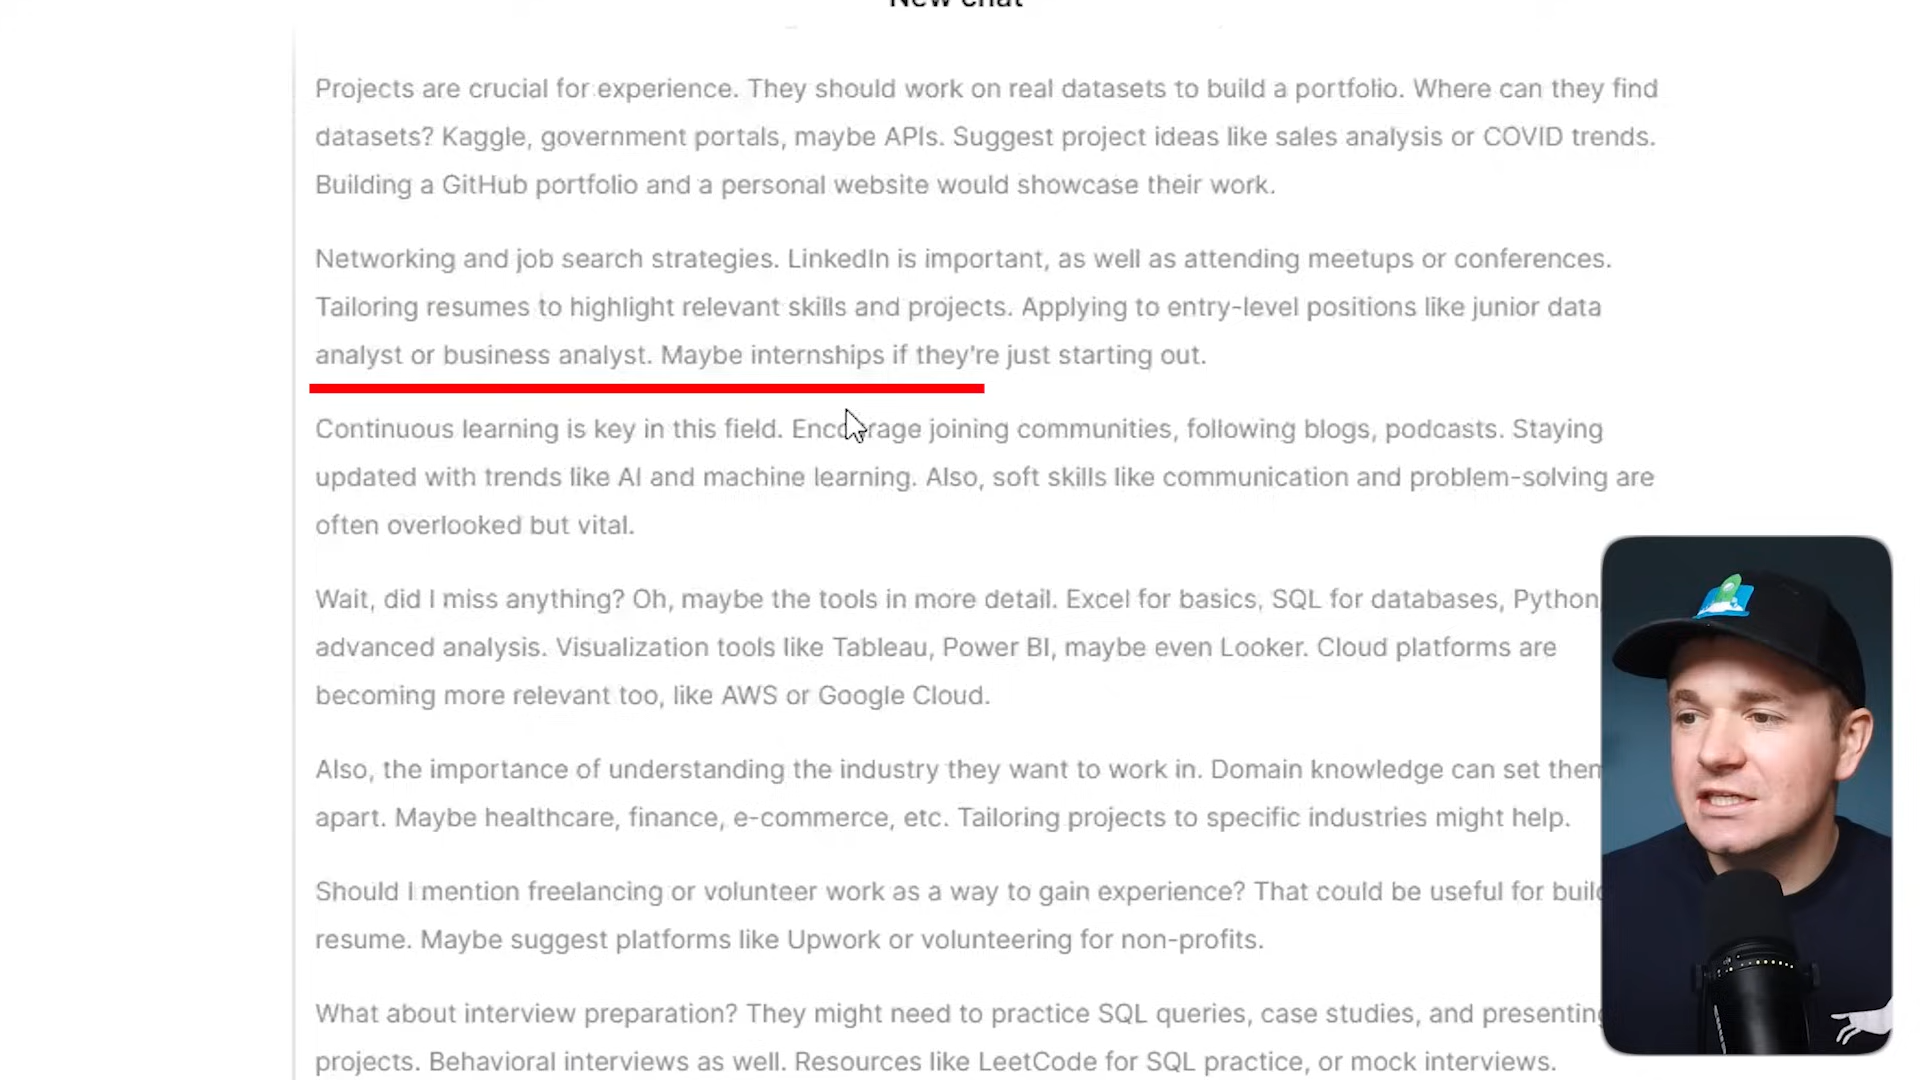 New chat
Projects are crucial for experience. They should work on real datasets to build a portfolio. Where can they find
datasets? Kaggle, government portals, maybe APIs. Suggest project ideas like sales analysis or COVID trends.
Building a GitHub portfolio and a personal website would showcase their work.
Networking and job search strategies. LinkedIn is important, as well as attending meetups or conferences.
Tailoring resumes to highlight relevant skills and projects. Applying to entry-level positions like junior data
analyst or business analyst. Maybe internships if they're just starting out.
Continuous learning is key in this field. Encourage joining communities, following blogs, podcasts. Staying
updated with trends like AI and machine learning. Also, soft skills like communication and problem-solving are
often overlooked but vital.
Wait, did I miss anything? Oh, maybe the tools in more detail. Excel for basics, SQL for databases, Python
advanced analysis. Visualization tools like Tableau, Power BI, maybe even Looker. Cloud platforms are
becoming more relevant too, like AWS or Google Cloud.
Also, the importance of understanding the industry they want to work in. Domain knowledge can set them
apart. Maybe healthcare, finance, e-commerce, etc. Tailoring projects to specific industries might help.
Should I mention freelancing or volunteer work as a way to gain experience? That could be useful for build
resume. Maybe suggest platforms like Upwork or volunteering for non-profits.
What about interview preparation? They might need to practice SQL queries, case studies, and presenting
projects. Behavioral interviews as well. Resources like LeetCode for SQL practice, or mock interviews.